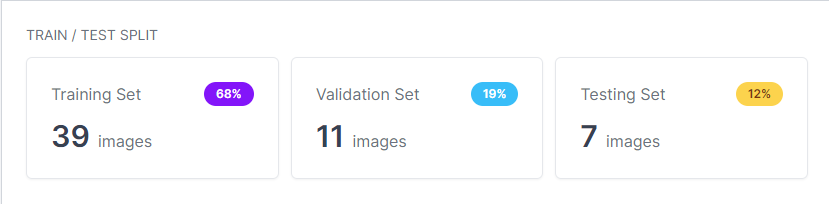 TRAIN / TEST SPLIT
Training Set 68%
39 images
Validation Set 19%
11 images
Testing Set 12%
7 images